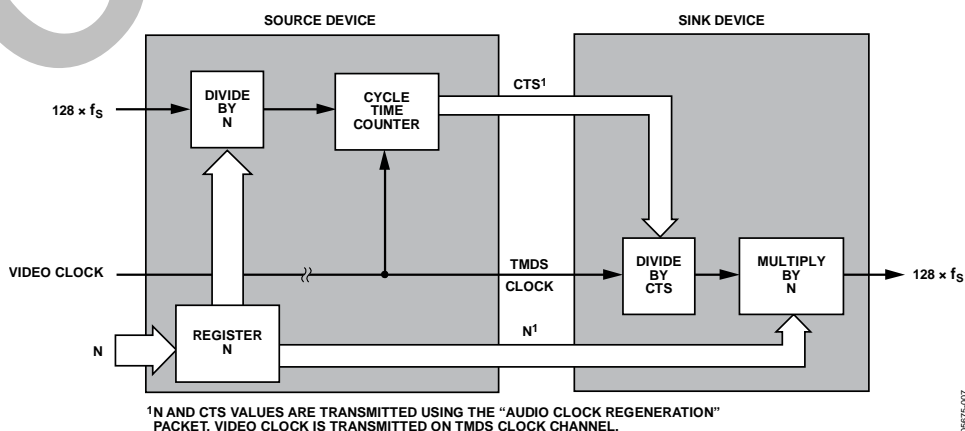 SOURCE DEVICE
SINK DEVICE
128 × fS
DIVIDE
BY
N
CYCLE
TIME
COUNTER
CTS1
VIDEO CLOCK
TMDS
CLOCK
DIVIDE
BY
CTS
MULTIPLY
BY
N
128 × fS
N
REGISTER
N
N1
1N AND CTS VALUES ARE TRANSMITTED USING THE “AUDIO CLOCK REGENERATION”
PACKET. VIDEO CLOCK IS TRANSMITTED ON TMDS CLOCK CHANNEL.
05675-007